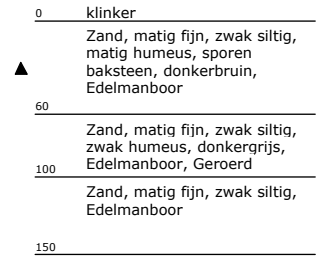 0 klinker
Zand, matig fijn, zwak siltig,
matig humeus, sporen
baksteen, donkerbruin,
Edelmanboor
60
Zand, matig fijn, zwak siltig,
zwak humeus, donkergrijs,
Edelmanboor, Geroerd
100
Zand, matig fijn, zwak siltig,
Edelmanboor
150